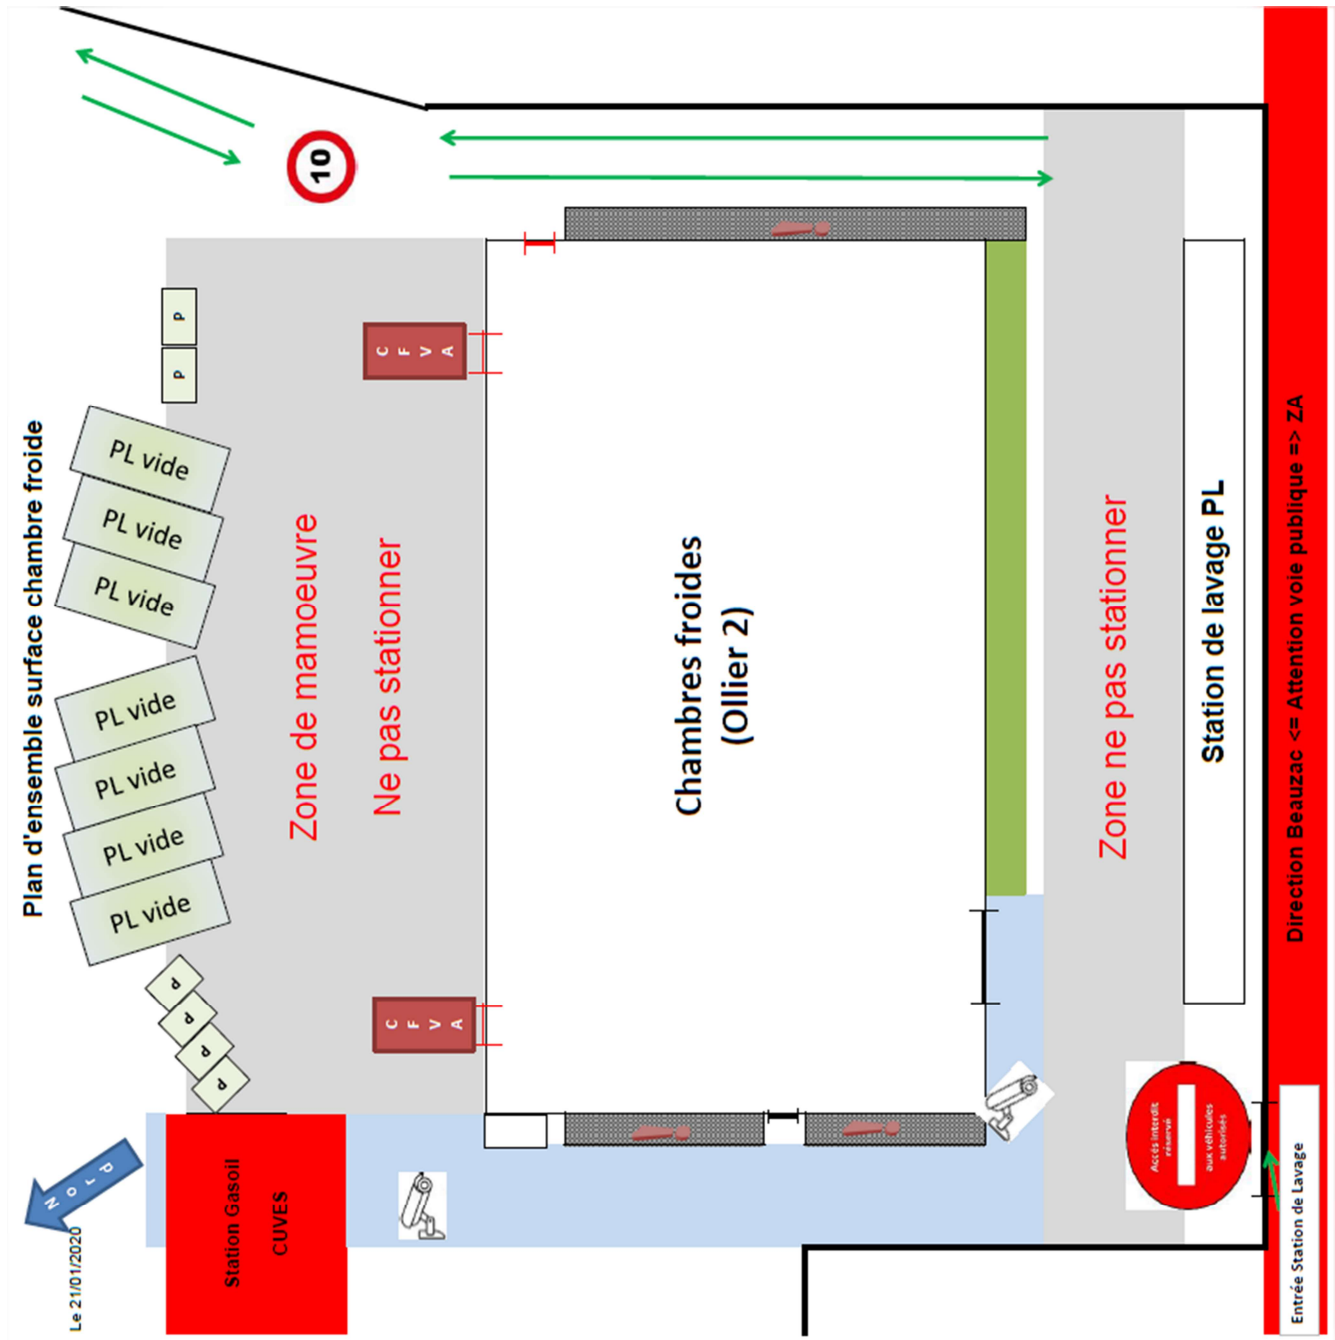 Plan d'ensemble surface chambre froide
Le 21/01/2020
Nord
10
P
P
PL vide
PL vide
PL vide
PL vide
PL vide
PL vide
PL vide
P
P
P
P
Station Gasoil
CUVES
Zone de mamoeuvre
Ne pas stationner
CFVA
CFVA
Chambres froides
(Ollier 2)
Zone ne pas stationner
Station de lavage PL
Accés interdit
réservé
aux véhicules
autorisés
Direction Beauzac <= Attention voie publique => ZA
Entrée Station de Lavage